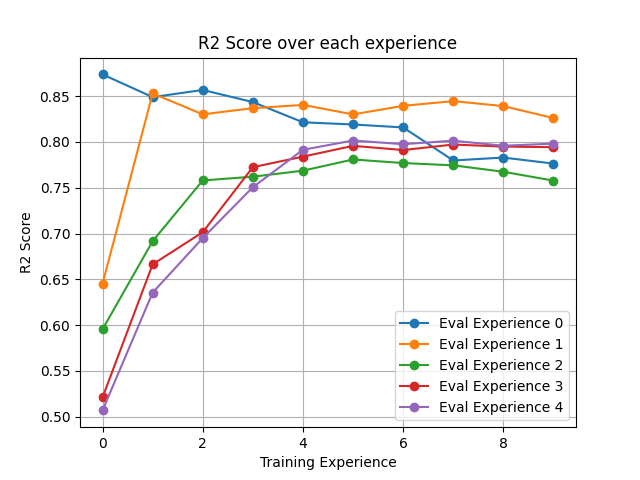 R2 Score over each experience
R2 Score
0.85
0.80
0.75
0.70
0.65
0.60
0.55
0.50
Eval Experience 0
Eval Experience 1
Eval Experience 2
Eval Experience 3
Eval Experience 4
0 2 4 6 8
Training Experience